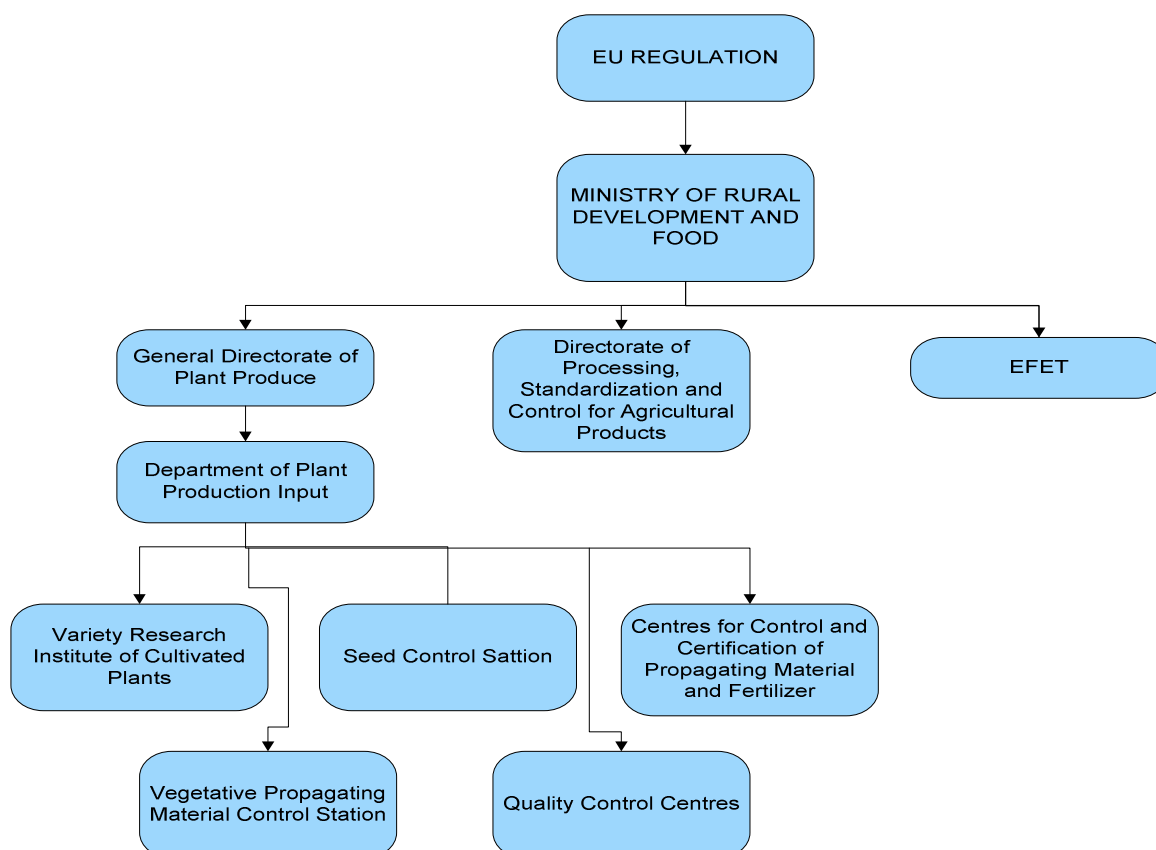 EU REGULATION
MINISTRY OF RURAL
DEVELOPMENT AND
FOOD
General Directorate of
Plant Produce
Directorate of
Processing,
Standardization and
Control for Agricultural
Products
EFET
Department of Plant
Production Input
Variety Research
Institute of Cultivated
Plants
Seed Control Sattion
Centres for Control and
Certification of
Propagating Material
and Fertilizer
Vegetative Propagating
Material Control Station
Quality Control Centres